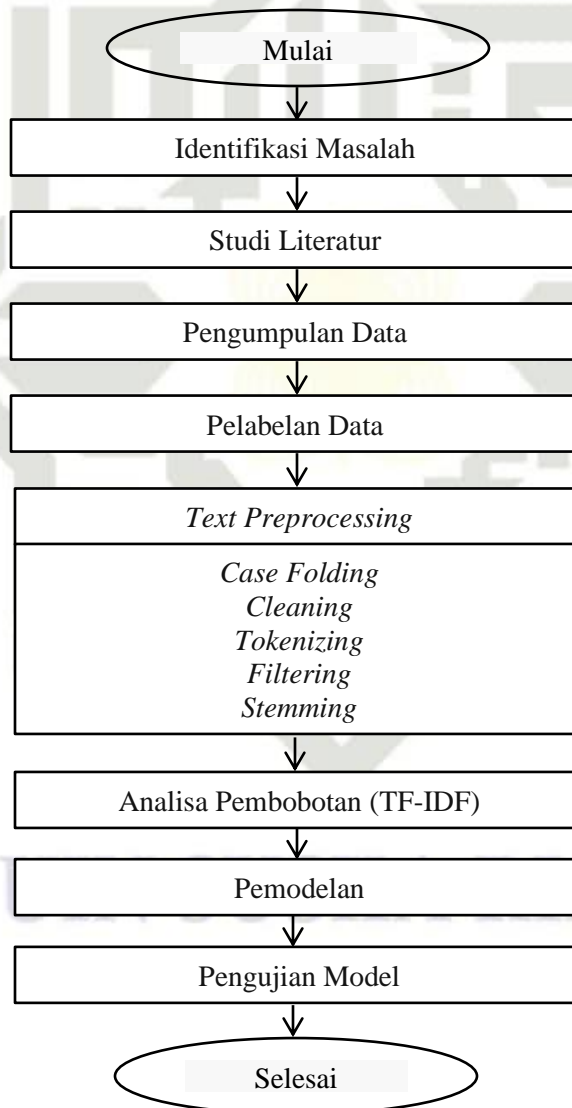 Mulai
Identifikasi Masalah
Studi Literatur
Pengumpulan Data
Pelabelan Data
Text Preprocessing
Case Folding
Cleaning
Tokenizing
Filtering
Stemming
Analisa Pembobotan (TF-IDF)
Pemodelan
Pengujian Model
Selesai